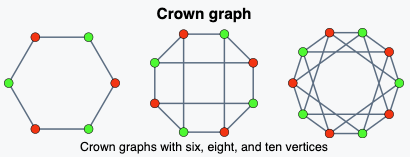 Crown graph
Crown graphs with six, eight, and ten vertices